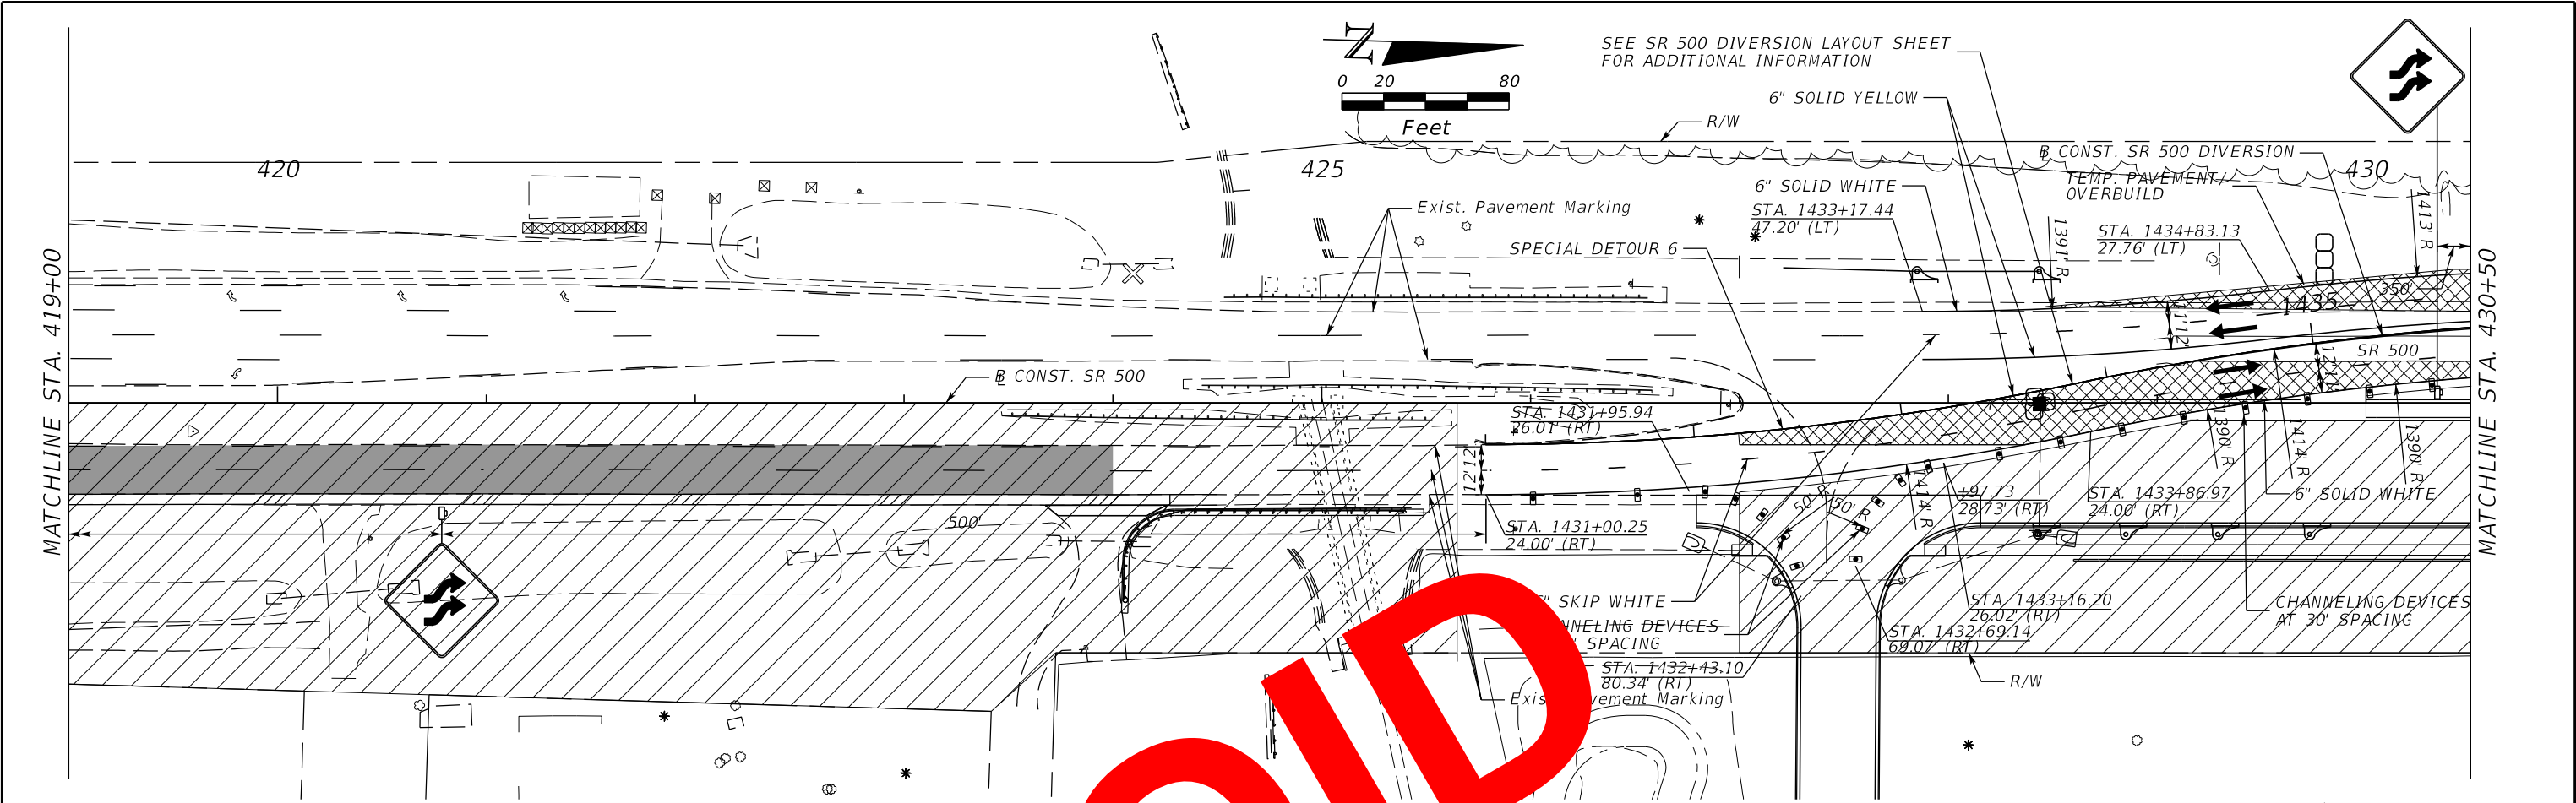 SEE SR 500 DIVERSION LAYOUT SHEET
FOR ADDITIONAL INFORMATION
N
0 20 80
Feet
6" SOLID YELLOW
R/W
420
425
430
B CONST. SR 500 DIVERSION
6" SOLID WHITE
TEMP. PAVEMENT/
OVERBUILD
Exist. Pavement Marking
STA. 1433+17.44
47.20' (LT)
STA. 1434+83.13
27.76' (LT)
1391' R
1413' R
SPECIAL DETOUR 6
MATCHLINE STA. 419+00
MATCHLINE STA. 430+50
350'
1435
SR 500
B CONST. SR 500
STA. 1431+95.94
26.01' (RT)
12' 12'
1390' R
1414' R
1390' R
1414' R
50' R
50' R
+97.73
28.73' (RT)
STA. 1433+86.97
24.00' (RT)
6" SOLID WHITE
500'
STA. 1431+00.25
24.00' (RT)
SKIP WHITE
STA. 1433+16.20
26.02' (RT)
CHANNELING DEVICES
AT 30' SPACING
DEVICES
SPACING
STA. 1432+69.14
69.07' (RT)
STA. 1432+43.10
80.34' (RT)
R/W
Marking
OID